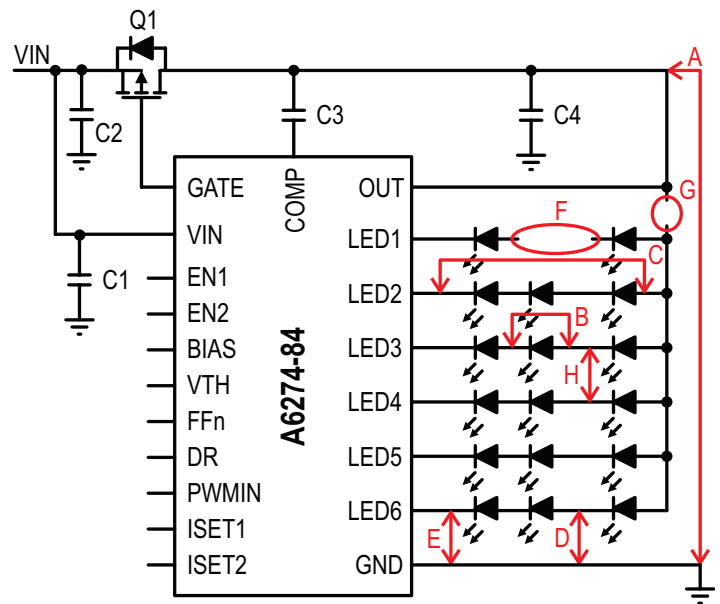 Q1
VIN
A
C2
C3
C4
GATE
COMP
OUT
G
VIN
LED1
F
C
C1
EN1
LED2
EN2
B
BIAS
LED3
VTH
H
A6274-84
LED4
FFn
DR
LED5
PWMIN
LED6
ISET1
E
D
ISET2
GND